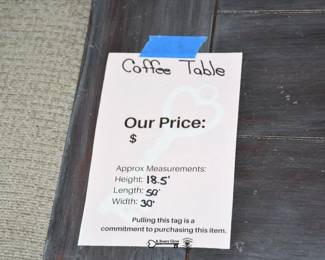 Coffee Table
Our Price:
$
Approx Measurements:
Height: 18.5'
Length: 50'
Width: 30'
Pulling this tag is a
commitment to purchasing this item.